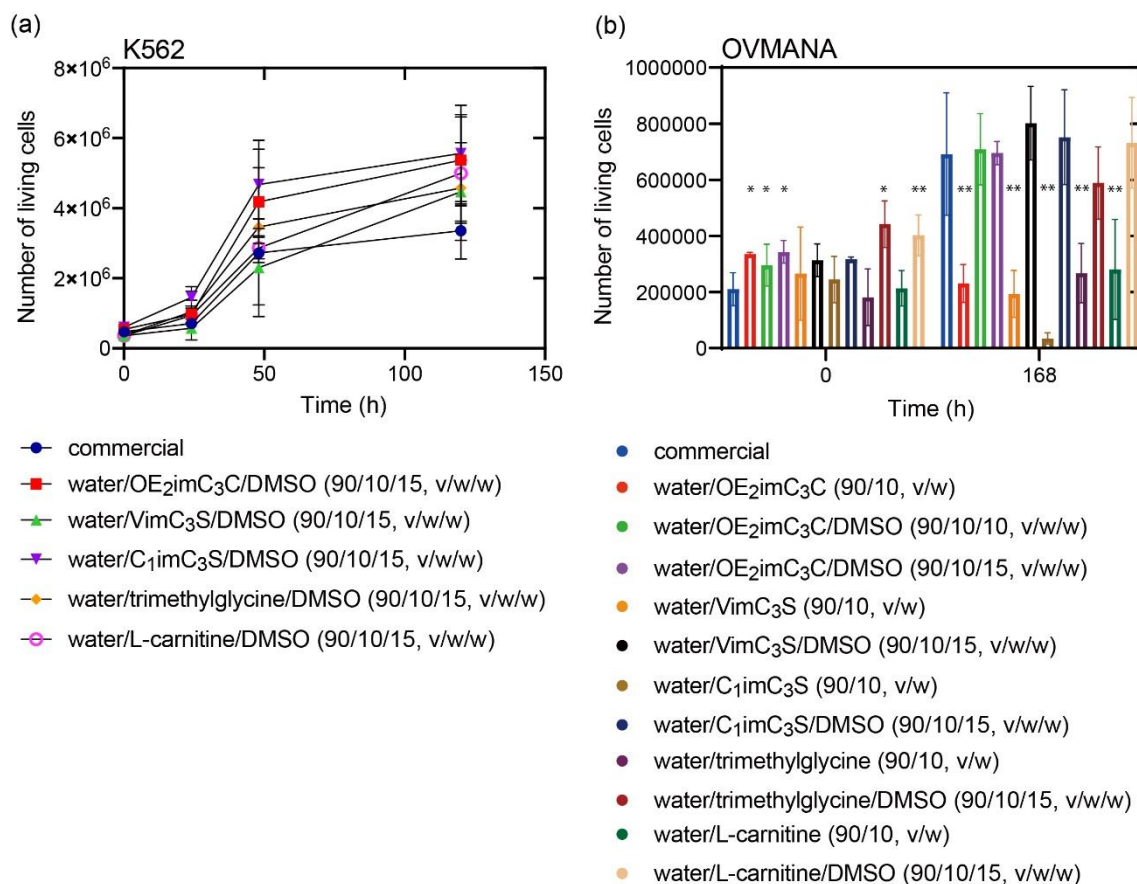 (a)
K562
8×10⁶
6×10⁶
4×10⁶
2×10⁶
0
Number of living cells
0 50 100 150
Time (h)
commercial
water/OE₂imC₃C/DMSO (90/10/15, v/w/w)
water/VimC₃S/DMSO (90/10/15, v/w/w)
water/C₁imC₃S/DMSO (90/10/15, v/w/w)
water/trimethylglycine/DMSO (90/10/15, v/w/w)
water/L-carnitine/DMSO (90/10/15, v/w/w)
(b)
OVMANA
1000000
800000
600000
400000
200000
0
Number of living cells
* * * * ** ** ** ** ** **
0 168
Time (h)
commercial
water/OE₂imC₃C (90/10, v/w)
water/OE₂imC₃C/DMSO (90/10/10, v/w/w)
water/OE₂imC₃C/DMSO (90/10/15, v/w/w)
water/VimC₃S (90/10, v/w)
water/VimC₃S/DMSO (90/10/15, v/w/w)
water/C₁imC₃S (90/10, v/w)
water/C₁imC₃S/DMSO (90/10/15, v/w/w)
water/trimethylglycine (90/10, v/w)
water/trimethylglycine/DMSO (90/10/15, v/w/w)
water/L-carnitine (90/10, v/w)
water/L-carnitine/DMSO (90/10/15, v/w/w)